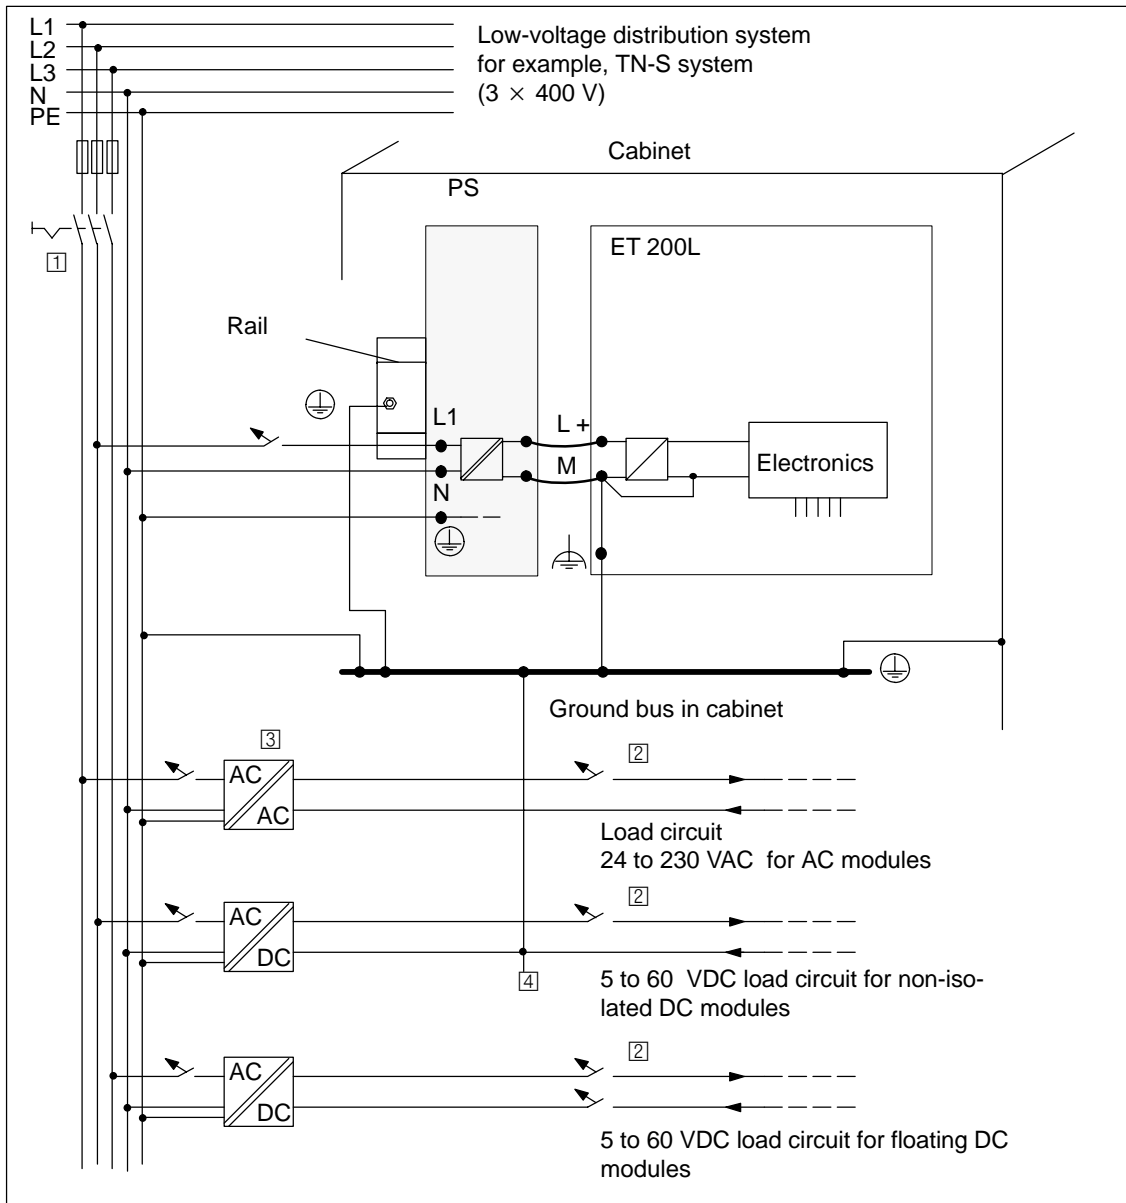 L1
L2
L3
N
PE
Low-voltage distribution system
for example, TN-S system
(3 × 400 V)
Cabinet
PS
ET 200L
1
Rail
L1
L +
M
N
Electronics
Ground bus in cabinet
3
2
AC
AC
Load circuit
24 to 230 VAC for AC modules
2
AC
DC
4
5 to 60 VDC load circuit for non-iso-
lated DC modules
2
AC
DC
5 to 60 VDC load circuit for floating DC
modules